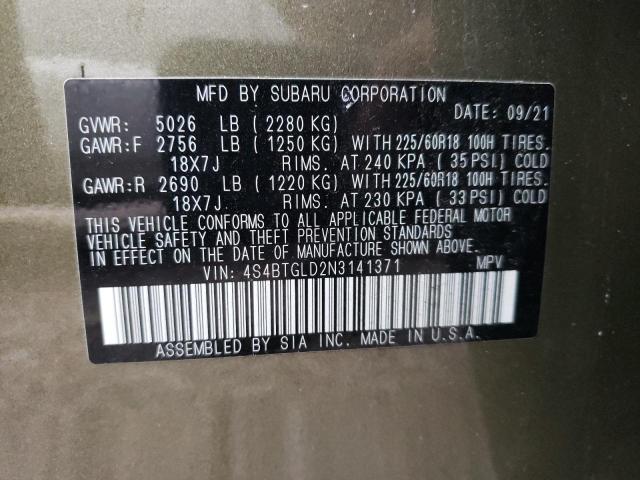 MFD BY SUBARU CORPORATION
DATE: 09/21
GVWR: 5026 LB (2280 KG)
GAWR:F 2756 LB (1250 KG) WITH 225/60R18 100H TIRES.
18X7J RIMS. AT 240 KPA (35 PSI) COLD
GAWR:R 2690 LB (1220 KG) WITH 225/60R18 100H TIRES.
18X7J RIMS. AT 230 KPA (33 PSI) COLD
THIS VEHICLE CONFORMS TO ALL APPLICABLE FEDERAL MOTOR
VEHICLE SAFETY AND THEFT PREVENTION STANDARDS
IN EFFECT ON THE DATE OF MANUFACTURE SHOWN ABOVE.
VIN: 4S4BTGLD2N3141371 MPV
ASSEMBLED BY SIA INC. MADE IN U.S.A.